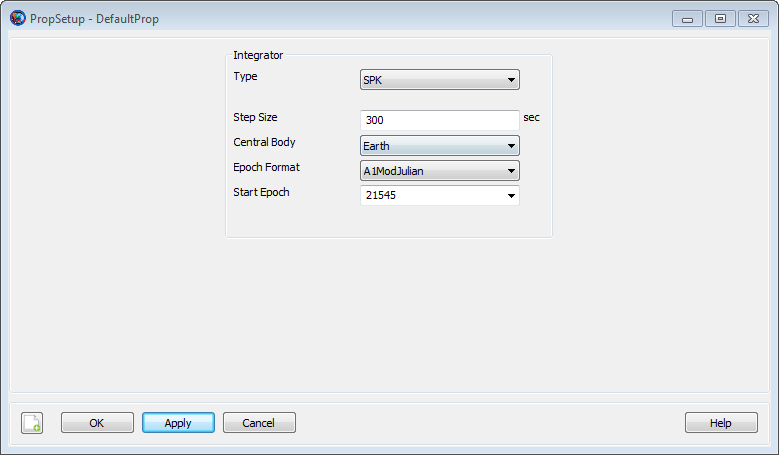 PropSetup - DefaultProp
Integrator
Type SPK
Step Size 300 sec
Central Body Earth
Epoch Format A1ModJulian
Start Epoch 21545
OK Apply Cancel Help